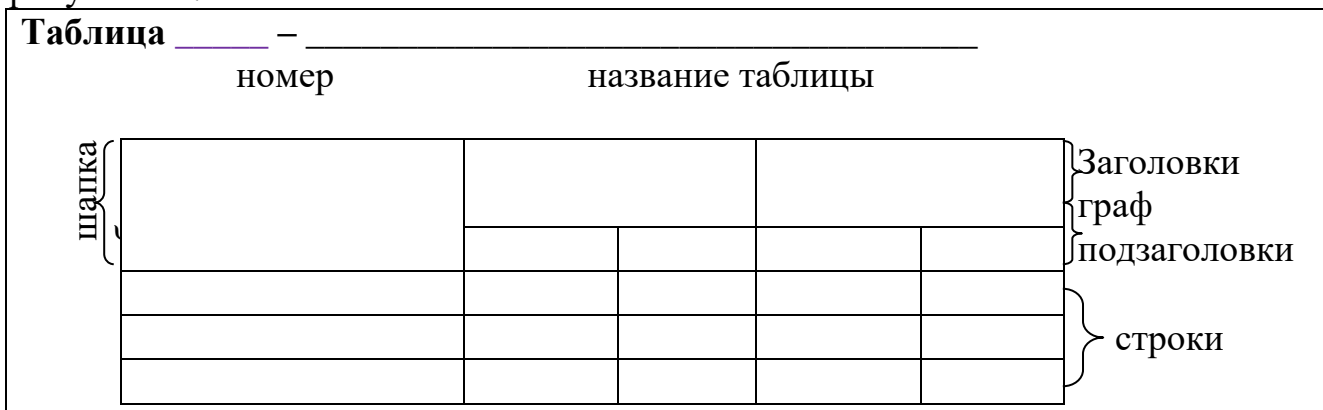 Таблица _____ – ____________________________________
номер название таблицы
шапка
Заголовки
граф
подзаголовки
строки